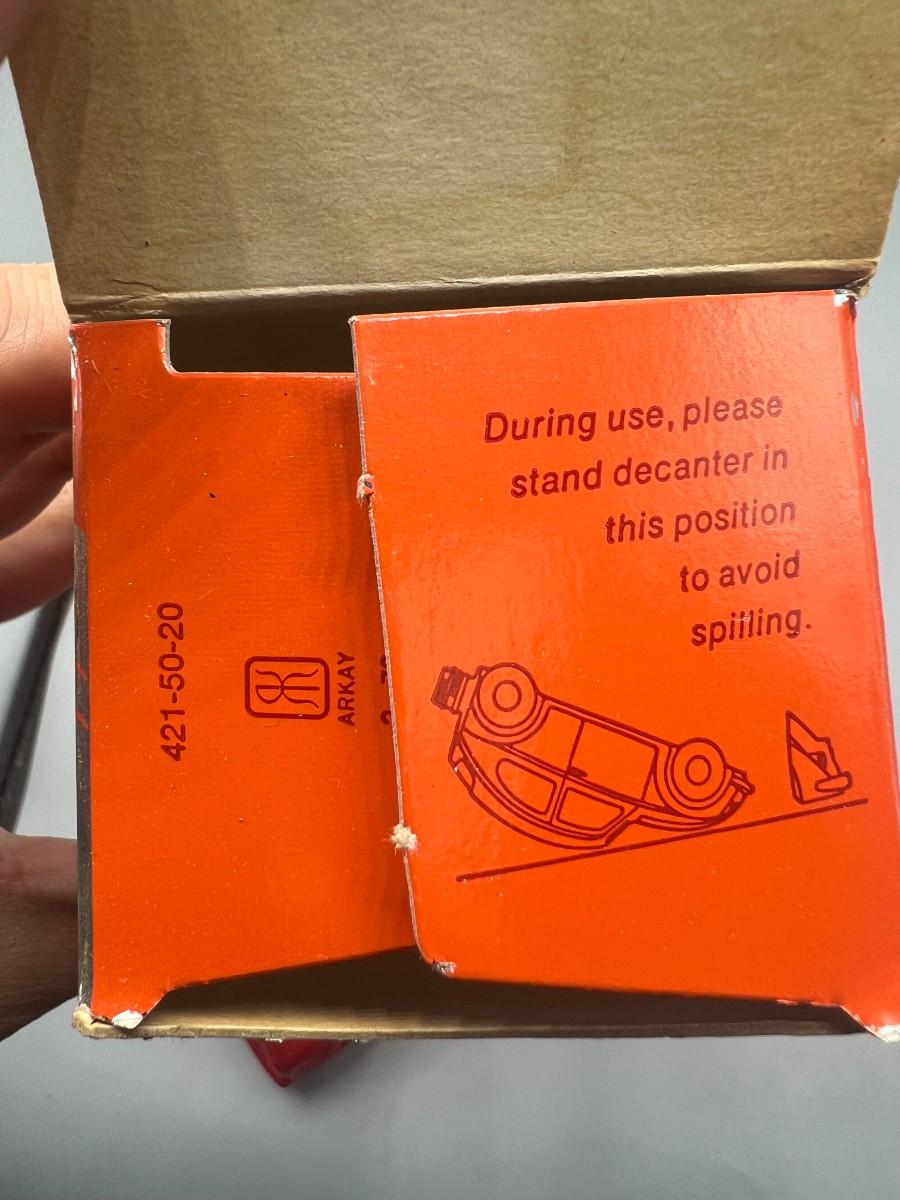 During use, please
stand decanter in
this position
to avoid
spilling.
421-50-20
ARKAY